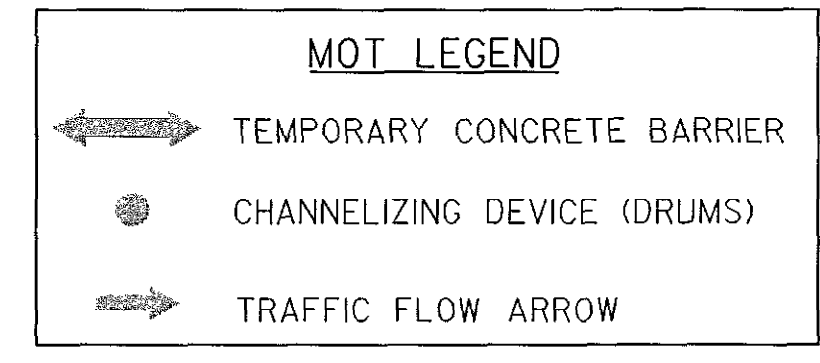 MOT LEGEND
TEMPORARY CONCRETE BARRIER
CHANNELIZING DEVICE (DRUMS)
TRAFFIC FLOW ARROW